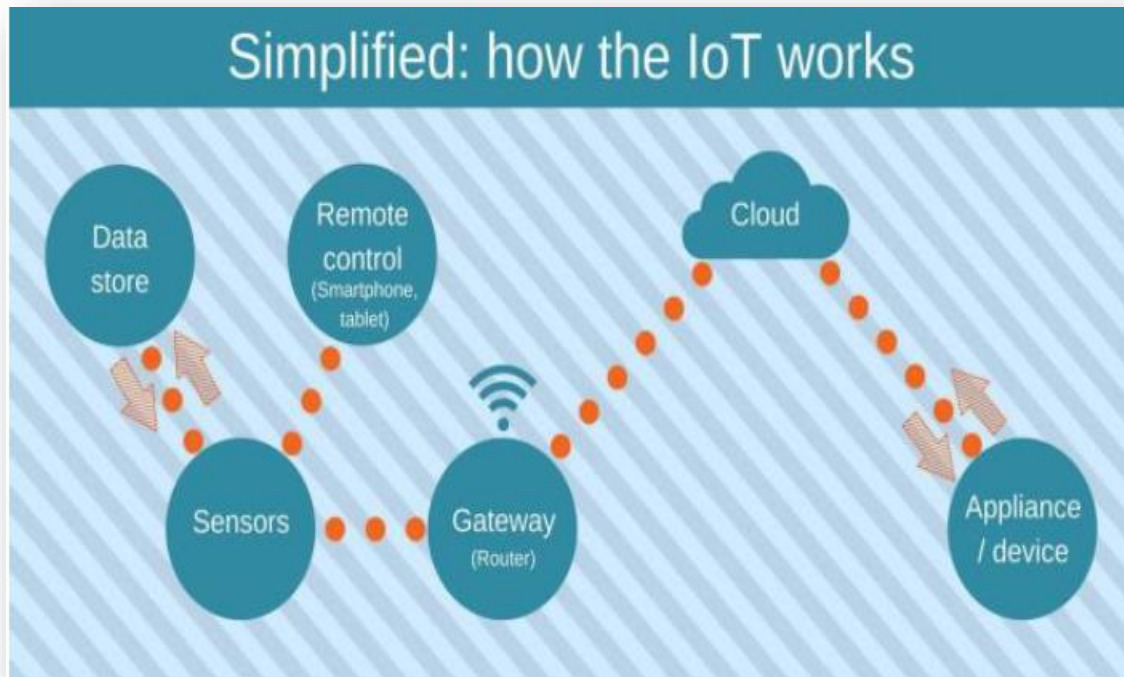 Simplified: how the IoT works
Data
store
Remote
control
(Smartphone,
tablet)
Cloud
Sensors
Gateway
(Router)
Appliance
/ device